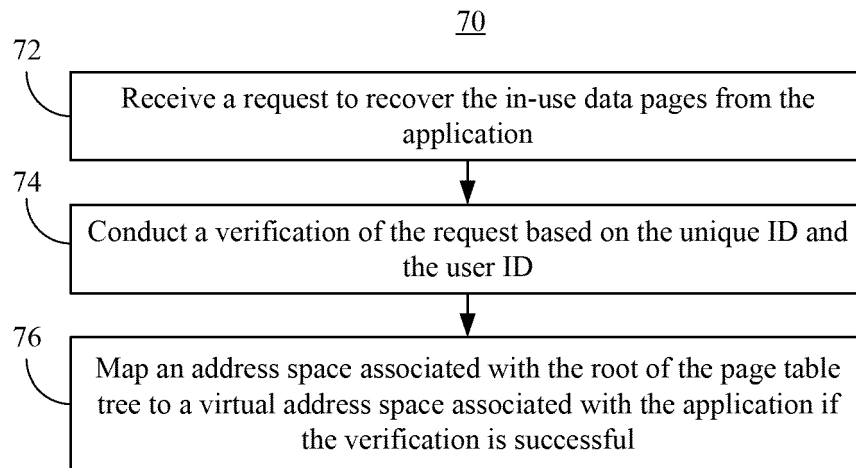 70
72
Receive a request to recover the in-use data pages from the
application
74
Conduct a verification of the request based on the unique ID and
the user ID
76
Map an address space associated with the root of the page table
tree to a virtual address space associated with the application if
the verification is successful